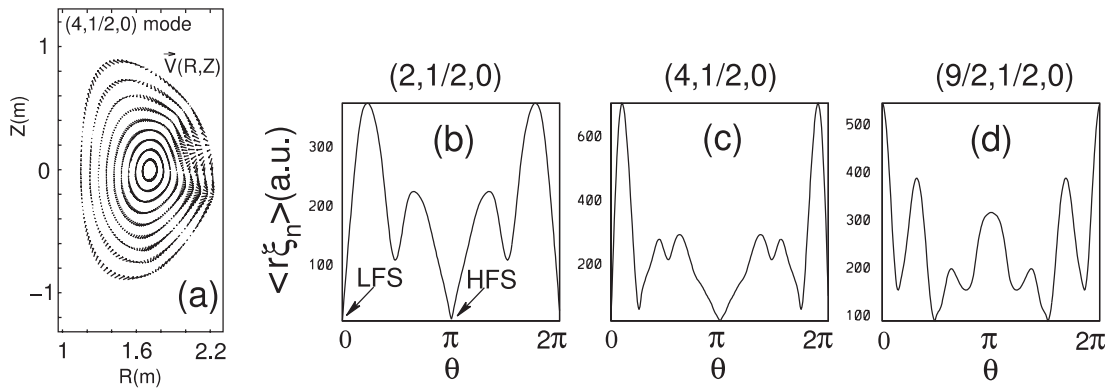 (4,1/2,0) mode
V(R,Z)
1
0
−1
Z(m)
(a)
1 1.6 2.2
R(m)
<rξn>(a.u.)
(2,1/2,0)
(b)
300
200
100
LFS
HFS
0 π 2π
θ
(4,1/2,0)
(c)
600
400
200
0 π 2π
θ
(9/2,1/2,0)
(d)
500
400
300
200
100
0 π 2π
θ